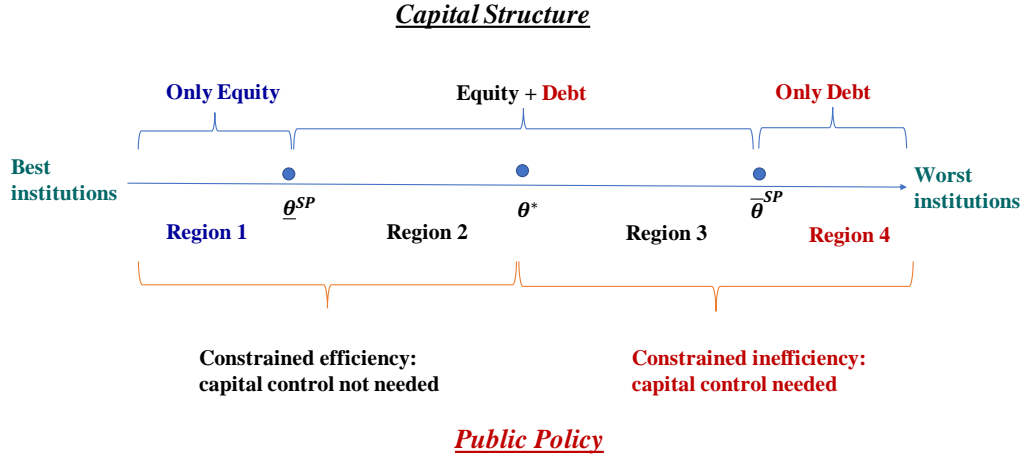 Capital Structure
Only Equity
Equity + Debt
Only Debt
Best
institutions
Worst
institutions
θ̲^SP
θ*
θ̅^SP
Region 1
Region 2
Region 3
Region 4
Constrained efficiency:
capital control not needed
Constrained inefficiency:
capital control needed
Public Policy